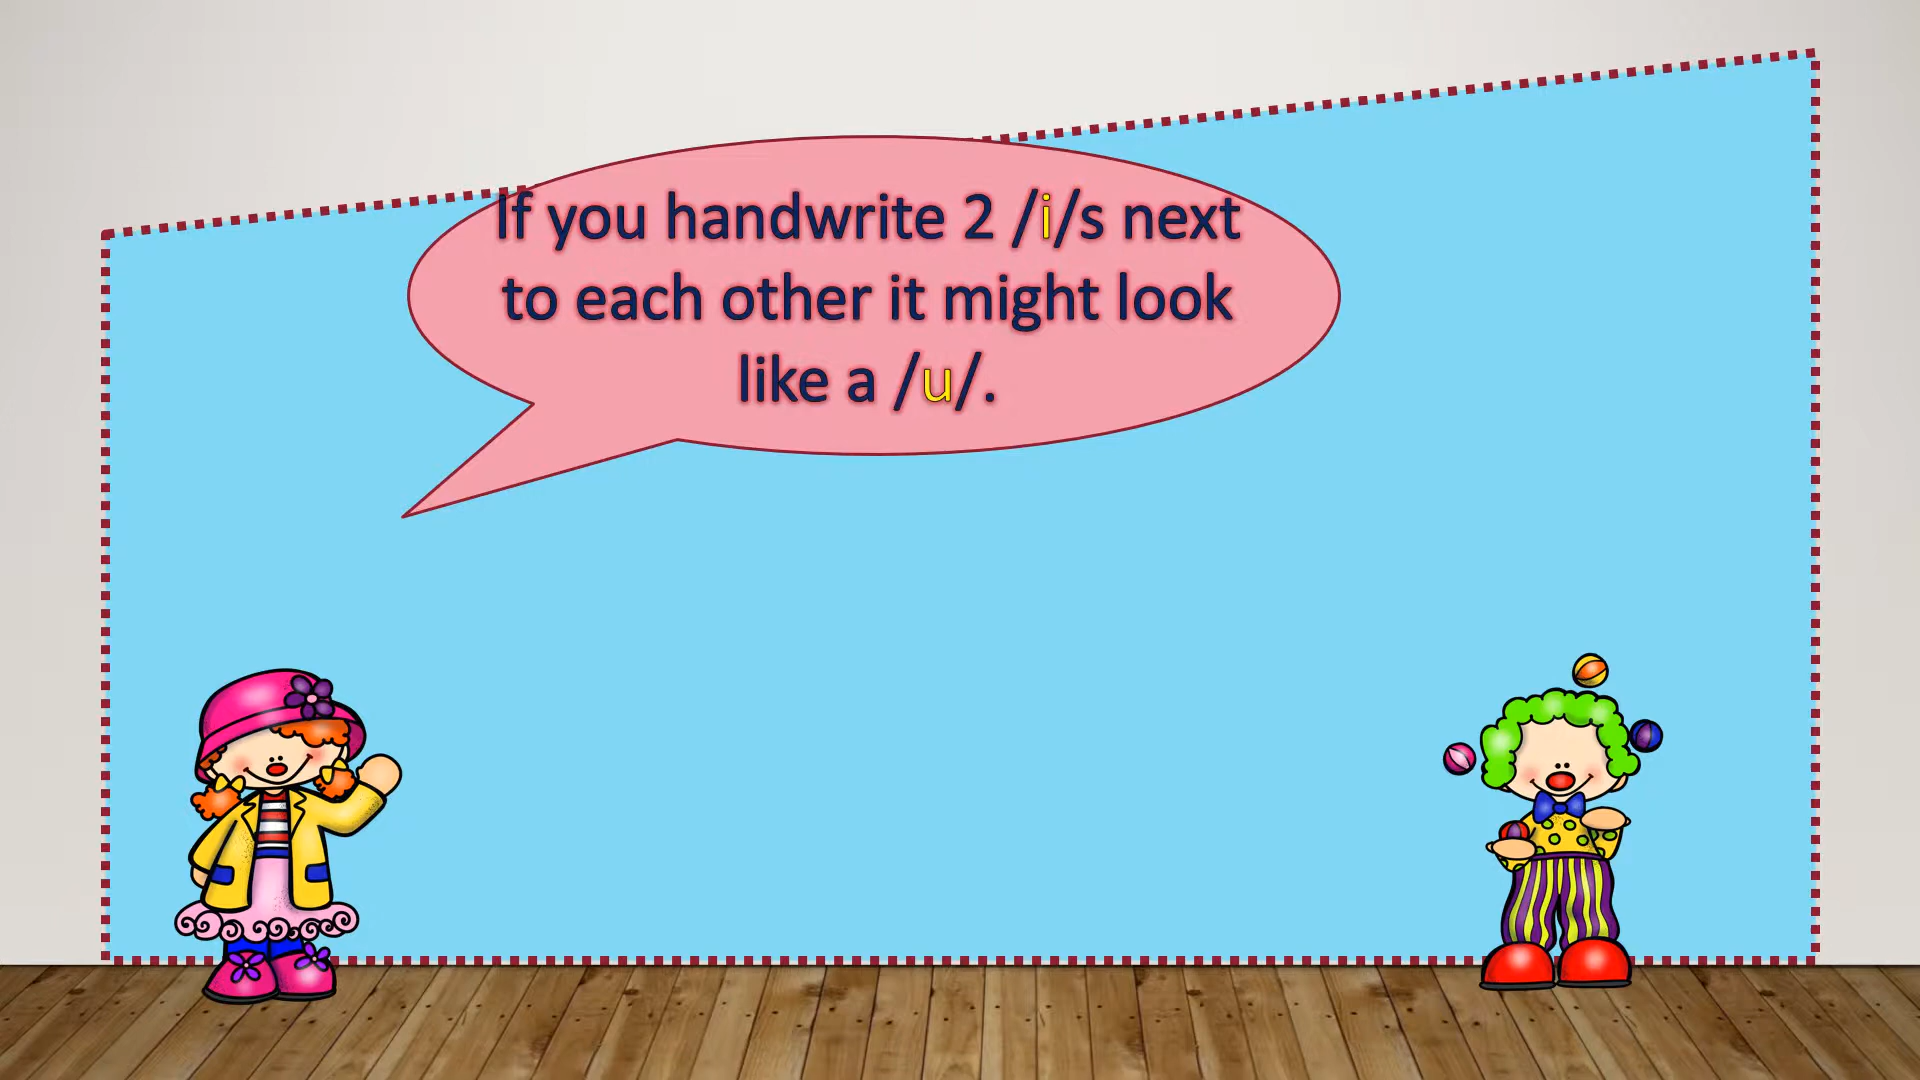 If you handwrite 2 /i/s next
to each other it might look
like a /u/.